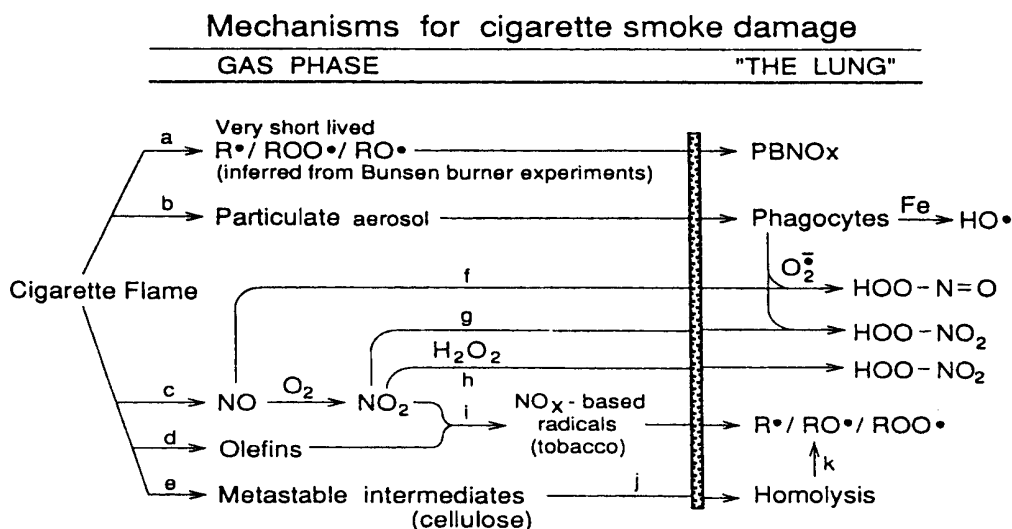 Mechanisms for cigarette smoke damage
GAS PHASE "THE LUNG"
a
Very short lived
R•/ ROO•/ RO•
(inferred from Bunsen burner experiments)
PBNOx
b
Particulate aerosol
Phagocytes
Fe
HO•
O₂•̄
Cigarette Flame
f
HOO-N=O
g
HOO-NO₂
H₂O₂
h
HOO-NO₂
c
NO
O₂
NO₂
i
NOx-based
radicals
(tobacco)
R•/ RO•/ ROO•
d
Olefins
k
e
Metastable intermediates
(cellulose)
j
Homolysis